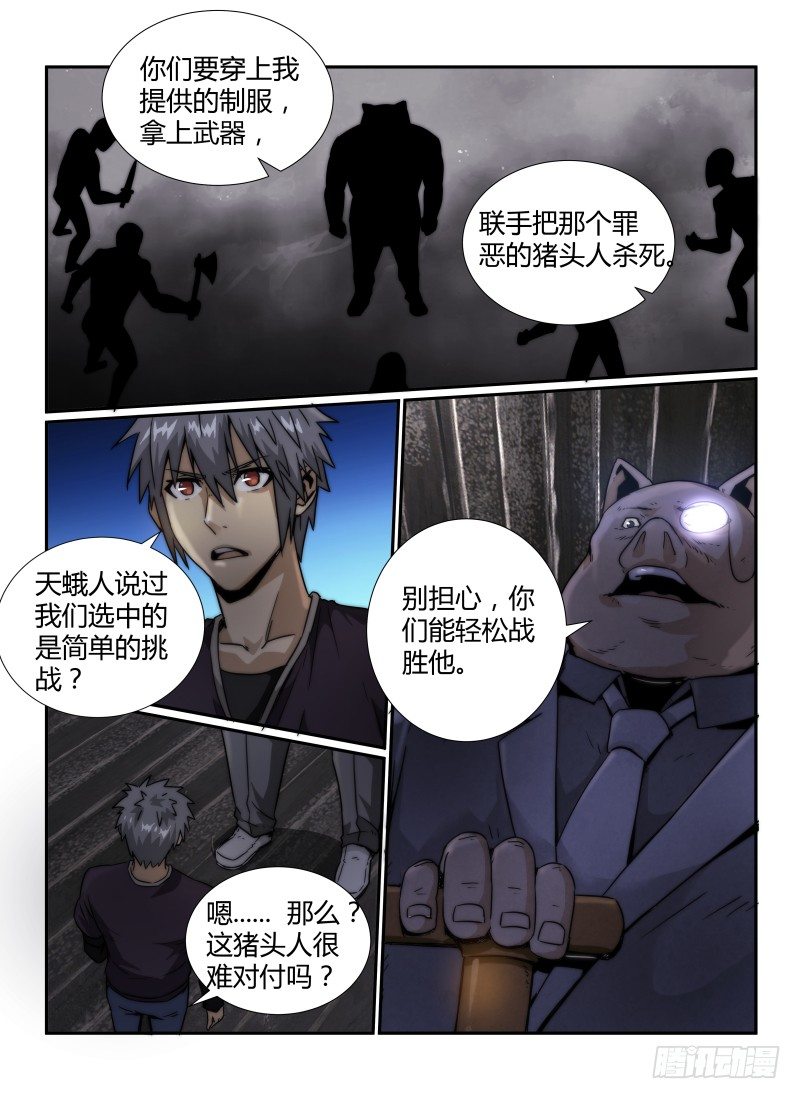 你们要穿上我
提供的制服，
拿上武器，
联手把那个罪
恶的猪头人杀死。
天蛾人说过
我们选中的
是简单的挑
战？
嗯...... 那么？
这猪头人很
难对付吗？
别担心，你
们能轻松战
胜他。
腾讯动漫